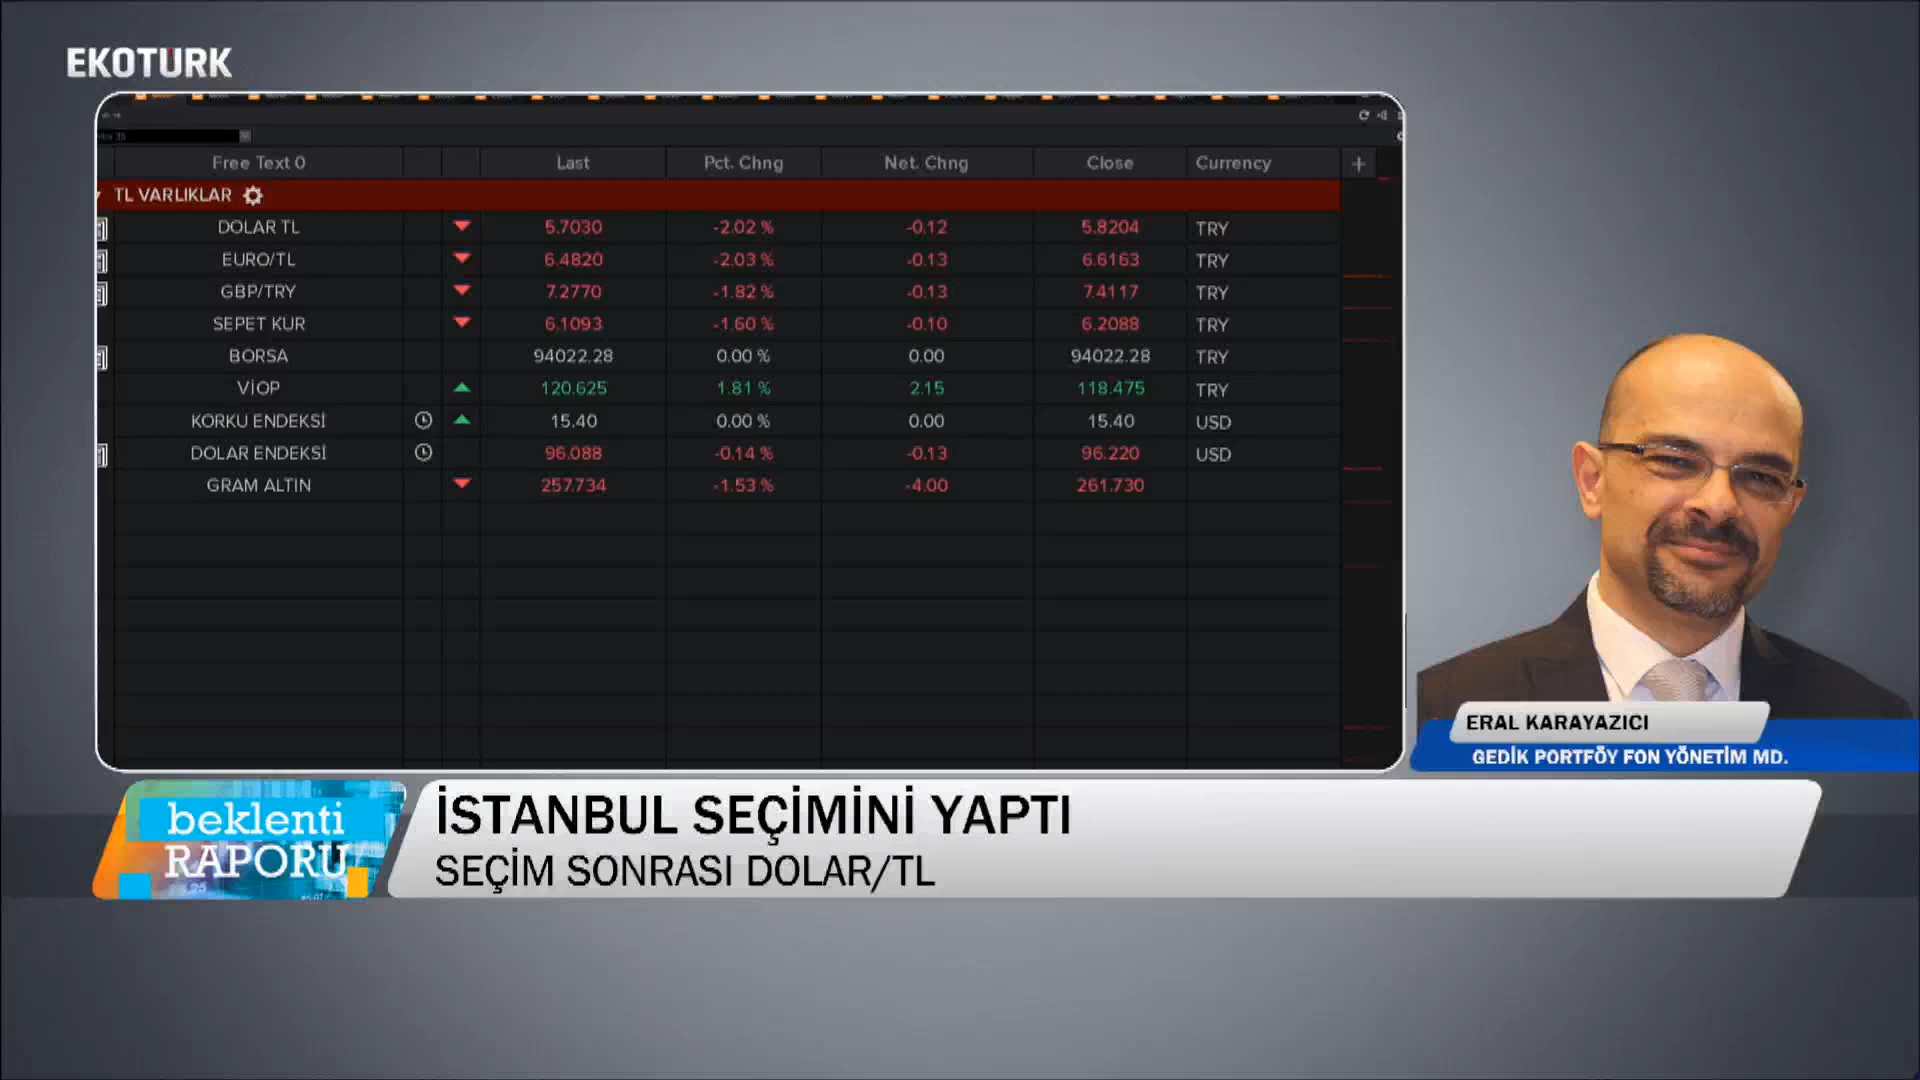 EKOTÜRK
Free Text 0 Last Pct. Chng Net. Chng Close Currency +
TL VARLIKLAR
DOLAR TL 5.7030 -2.02 % -0.12 5.8204 TRY
EURO/TL 6.4820 -2.03 % -0.13 6.6163 TRY
GBP/TRY 7.2770 -1.82 % -0.13 7.4117 TRY
SEPET KUR 6.1093 -1.60 % -0.10 6.2088 TRY
BORSA 94022.28 0.00 % 0.00 94022.28 TRY
VİOP 120.625 1.81 % 2.15 118.475 TRY
KORKU ENDEKSİ 15.40 0.00 % 0.00 15.40 USD
DOLAR ENDEKSİ 96.088 -0.14 % -0.13 96.220 USD
GRAM ALTIN 257.734 -1.53 % -4.00 261.730
ERAL KARAYAZICI
GEDİK PORTFÖY FON YÖNETİM MD.
beklenti
RAPORU
İSTANBUL SEÇİMİNİ YAPTI
SEÇİM SONRASI DOLAR/TL